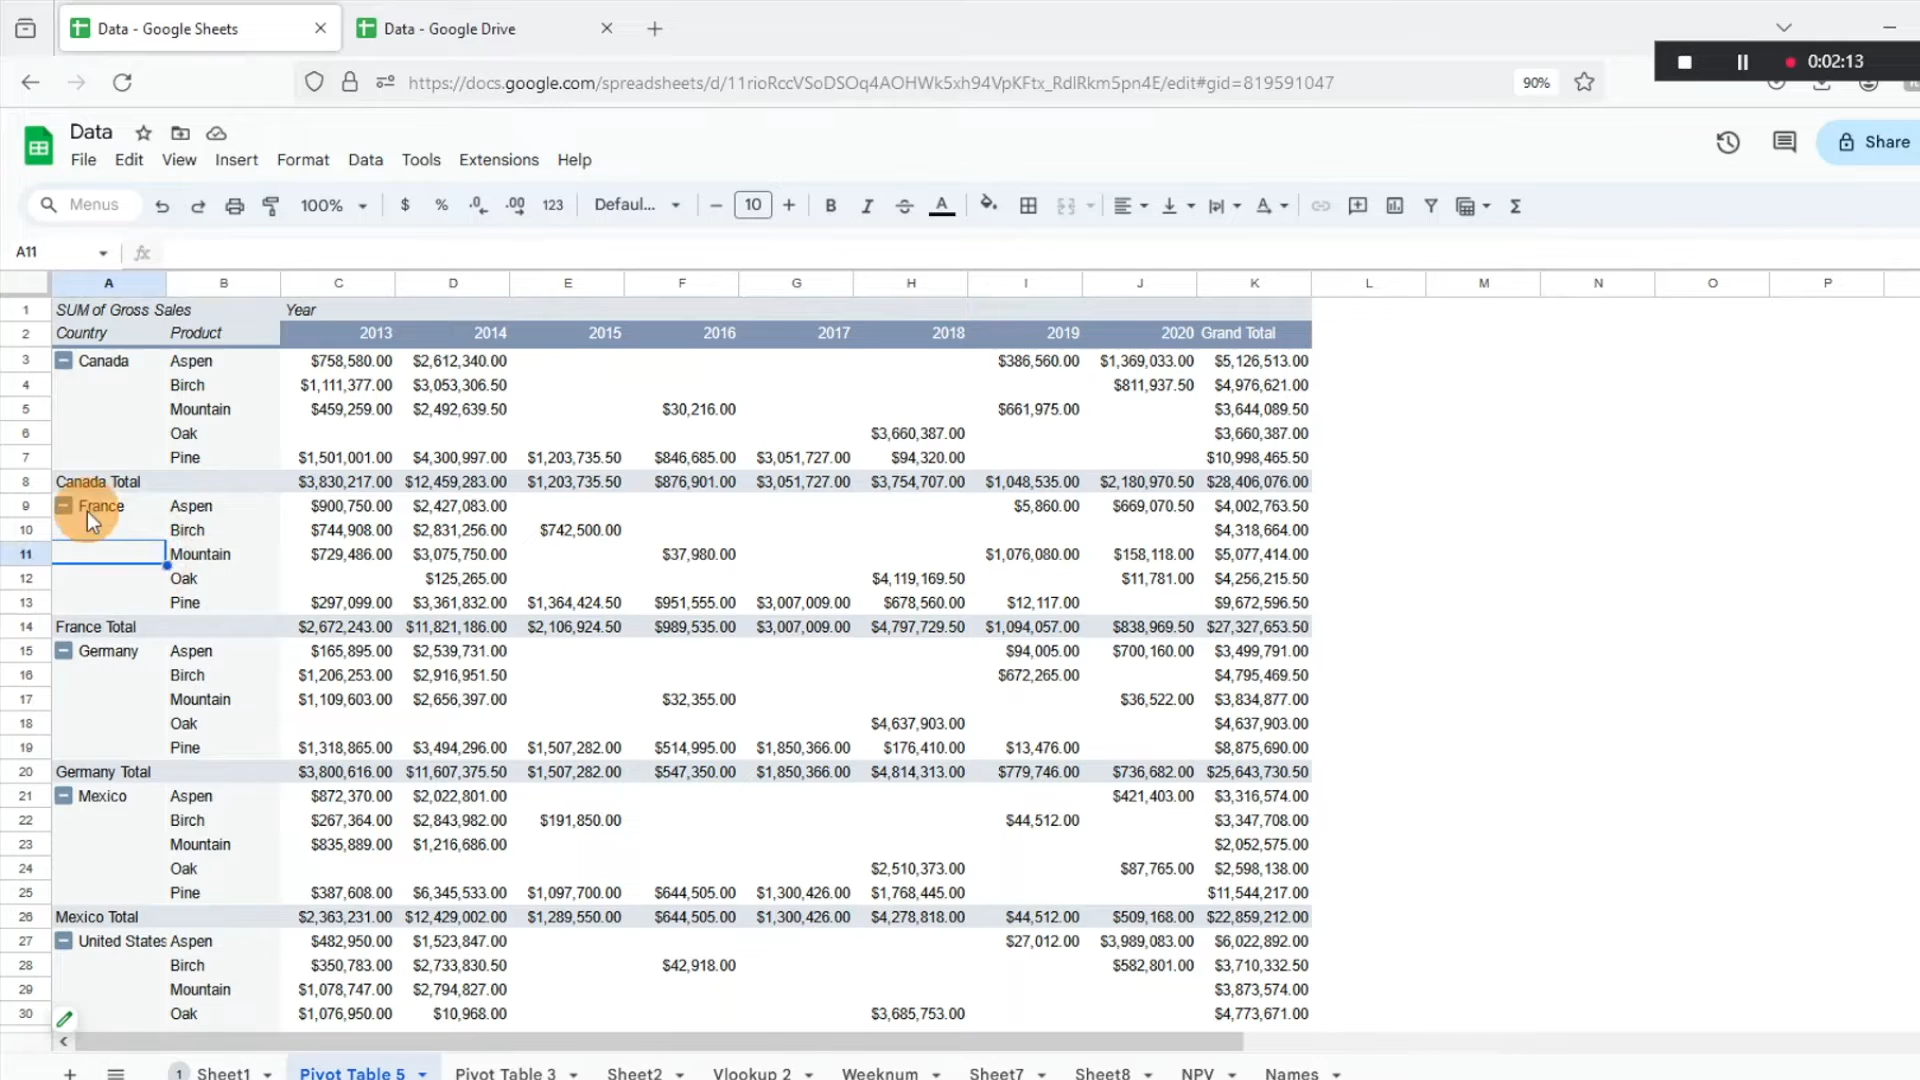 Data - Google Sheets
Data - Google Drive
0:02:13
https://docs.google.com/spreadsheets/d/11rioRccVSoDSOq4AOHWk5xh94VpKFtx_RdlRkm5pn4E/edit#gid=819591047
90%
Data
File Edit View Insert Format Data Tools Extensions Help
Share
Menus 100% $ % .0 .00 123 Defaul... 10 B I A
A11 fx
A B C D E F G H I J K L M N O P
1 SUM of Gross Sales Year
2 Country Product 2013 2014 2015 2016 2017 2018 2019 2020 Grand Total
3 Canada Aspen $758,580.00 $2,612,340.00 $386,560.00 $1,369,033.00 $5,126,513.00
4 Birch $1,111,377.00 $3,053,306.50 $811,937.50 $4,976,621.00
5 Mountain $459,259.00 $2,492,639.50 $30,216.00 $661,975.00 $3,644,089.50
6 Oak $3,660,387.00 $3,660,387.00
7 Pine $1,501,001.00 $4,300,997.00 $1,203,735.50 $846,685.00 $3,051,727.00 $94,320.00 $10,998,465.50
8 Canada Total $3,830,217.00 $12,459,283.00 $1,203,735.50 $876,901.00 $3,051,727.00 $3,754,707.00 $1,048,535.00 $2,180,970.50 $28,406,076.00
9 France Aspen $900,750.00 $2,427,083.00 $5,860.00 $669,070.50 $4,002,763.50
10 Birch $744,908.00 $2,831,256.00 $742,500.00 $4,318,664.00
11 Mountain $729,486.00 $3,075,750.00 $37,980.00 $1,076,080.00 $158,118.00 $5,077,414.00
12 Oak $125,265.00 $4,119,169.50 $11,781.00 $4,256,215.50
13 Pine $297,099.00 $3,361,832.00 $1,364,424.50 $951,555.00 $3,007,009.00 $678,560.00 $12,117.00 $9,672,596.50
14 France Total $2,672,243.00 $11,821,186.00 $2,106,924.50 $989,535.00 $3,007,009.00 $4,797,729.50 $1,094,057.00 $838,969.50 $27,327,653.50
15 Germany Aspen $165,895.00 $2,539,731.00 $94,005.00 $700,160.00 $3,499,791.00
16 Birch $1,206,253.00 $2,916,951.50 $672,265.00 $4,795,469.50
17 Mountain $1,109,603.00 $2,656,397.00 $32,355.00 $36,522.00 $3,834,877.00
18 Oak $4,637,903.00 $4,637,903.00
19 Pine $1,318,865.00 $3,494,296.00 $1,507,282.00 $514,995.00 $1,850,366.00 $176,410.00 $13,476.00 $8,875,690.00
20 Germany Total $3,800,616.00 $11,607,375.50 $1,507,282.00 $547,350.00 $1,850,366.00 $4,814,313.00 $779,746.00 $736,682.00 $25,643,730.50
21 Mexico Aspen $872,370.00 $2,022,801.00 $421,403.00 $3,316,574.00
22 Birch $267,364.00 $2,843,982.00 $191,850.00 $44,512.00 $3,347,708.00
23 Mountain $835,889.00 $1,216,686.00 $2,052,575.00
24 Oak $2,510,373.00 $87,765.00 $2,598,138.00
25 Pine $387,608.00 $6,345,533.00 $1,097,700.00 $644,505.00 $1,300,426.00 $1,768,445.00 $11,544,217.00
26 Mexico Total $2,363,231.00 $12,429,002.00 $1,289,550.00 $644,505.00 $1,300,426.00 $4,278,818.00 $44,512.00 $509,168.00 $22,859,212.00
27 United States Aspen $482,950.00 $1,523,847.00 $27,012.00 $3,989,083.00 $6,022,892.00
28 Birch $350,783.00 $2,733,830.50 $42,918.00 $582,801.00 $3,710,332.50
29 Mountain $1,078,747.00 $2,794,827.00 $3,873,574.00
30 Oak $1,076,950.00 $10,968.00 $3,685,753.00 $4,773,671.00
1 Sheet1 Pivot Table 5 Pivot Table 3 Sheet2 Vlookup 2 Weeknum Sheet7 Sheet8 NPV Names